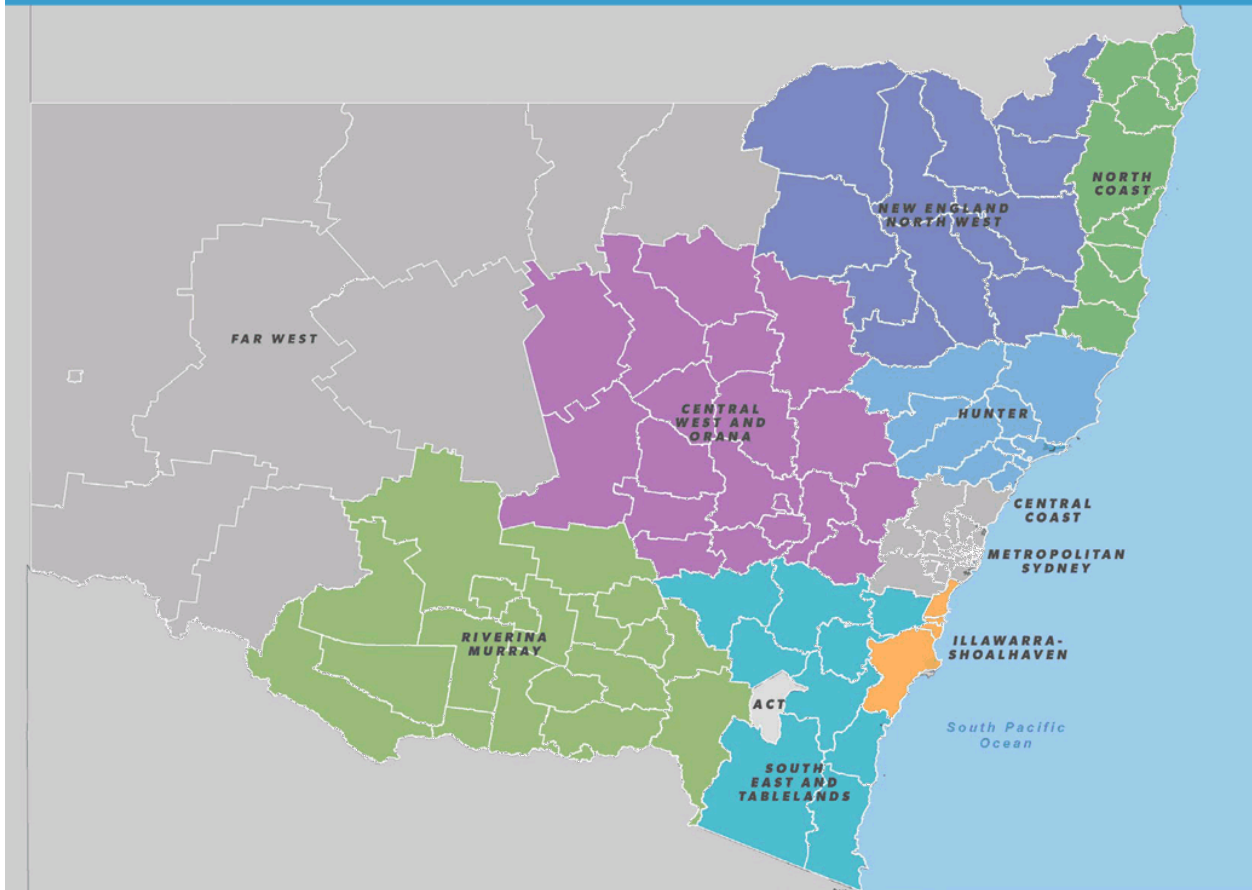 NORTH
COAST
NEW ENGLAND
NORTH WEST
FAR WEST
CENTRAL
WEST AND
ORANA
HUNTER
CENTRAL
COAST
METROPOLITAN
SYDNEY
RIVERINA
MURRAY
ILLAWARRA-
SHOALHAVEN
ACT
South Pacific
Ocean
SOUTH
EAST AND
TABLELANDS